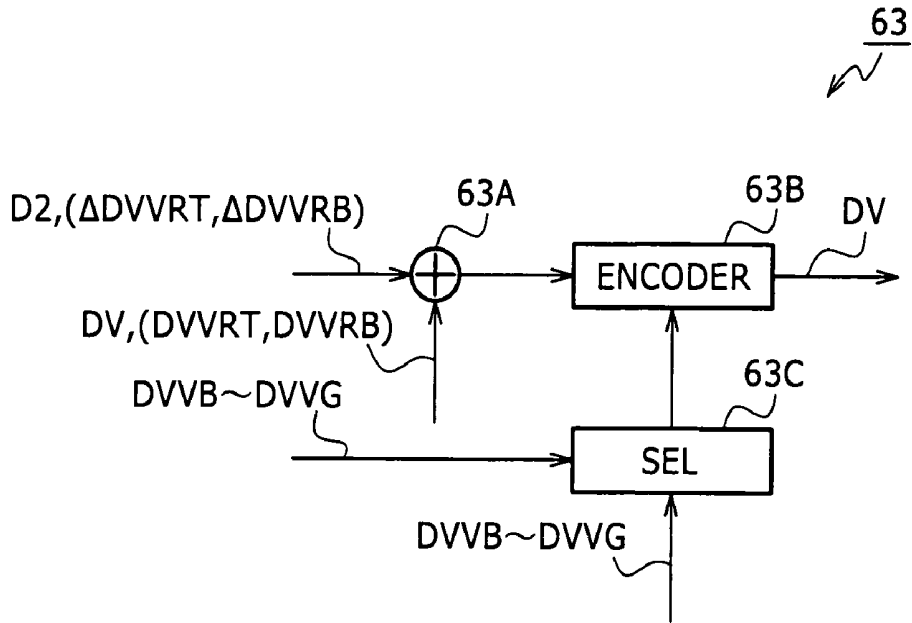 63
D2,(ΔDVVRT,ΔDVVRB)
63A
63B
DV
ENCODER
DV,(DVVRT,DVVRB)
DVVB~DVVG
63C
SEL
DVVB~DVVG